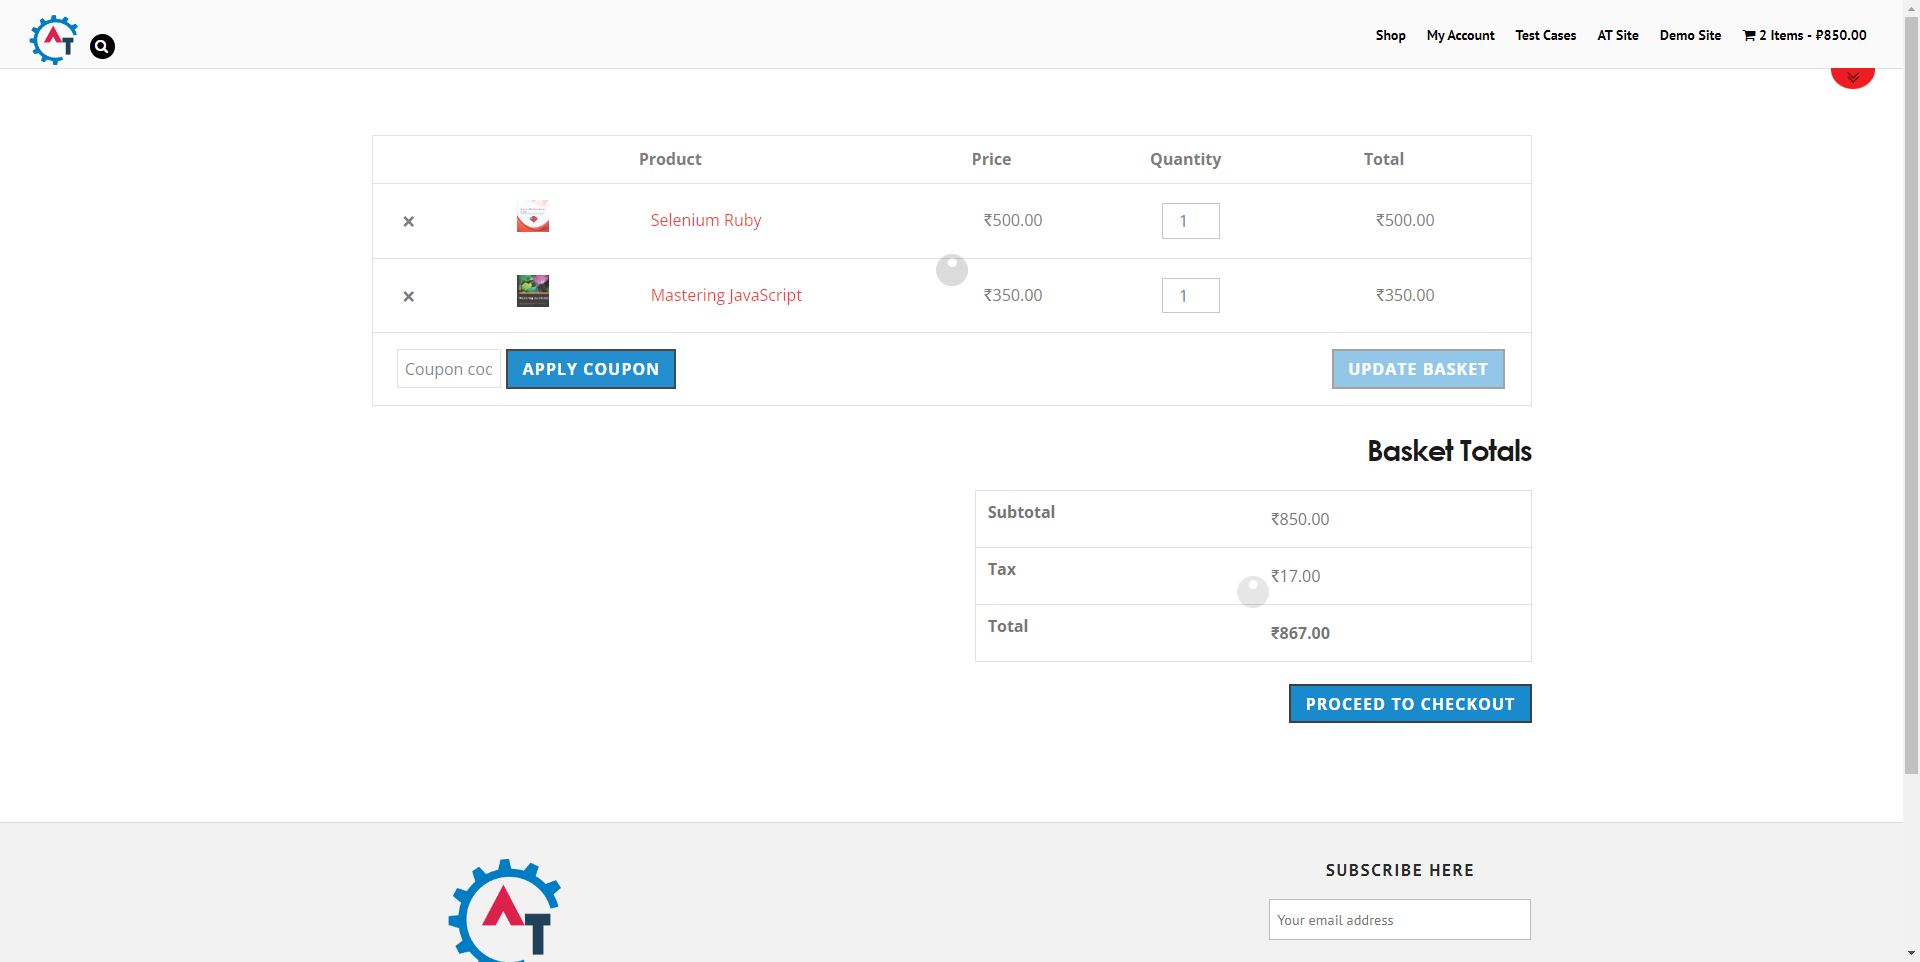 AT
Shop My Account Test Cases AT Site Demo Site 2 Items - ₽850.00
Product Price Quantity Total
× Selenium Ruby ₹500.00 1 ₹500.00
× Mastering JavaScript ₹350.00 1 ₹350.00
Coupon coc APPLY COUPON UPDATE BASKET
Basket Totals
Subtotal ₹850.00
Tax ₹17.00
Total ₹867.00
PROCEED TO CHECKOUT
AT
SUBSCRIBE HERE
Your email address